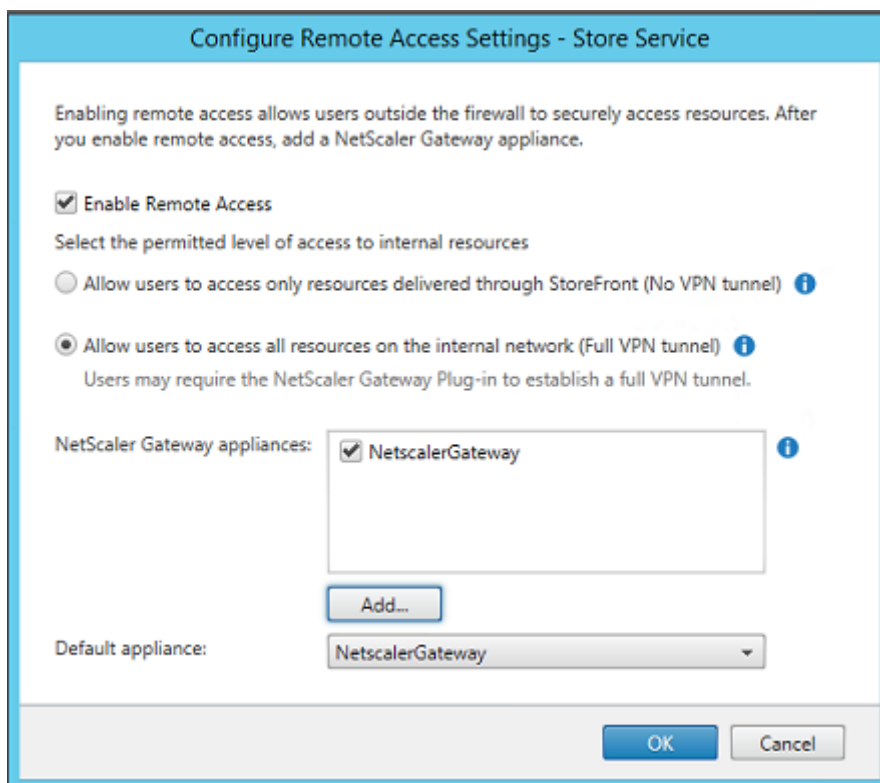 Configure Remote Access Settings - Store Service
Enabling remote access allows users outside the firewall to securely access resources. After
you enable remote access, add a NetScaler Gateway appliance.
Enable Remote Access
Select the permitted level of access to internal resources
Allow users to access only resources delivered through StoreFront (No VPN tunnel)
Allow users to access all resources on the internal network (Full VPN tunnel)
Users may require the NetScaler Gateway Plug-in to establish a full VPN tunnel.
NetScaler Gateway appliances:
NetscalerGateway
Add...
Default appliance:
NetscalerGateway
OK
Cancel